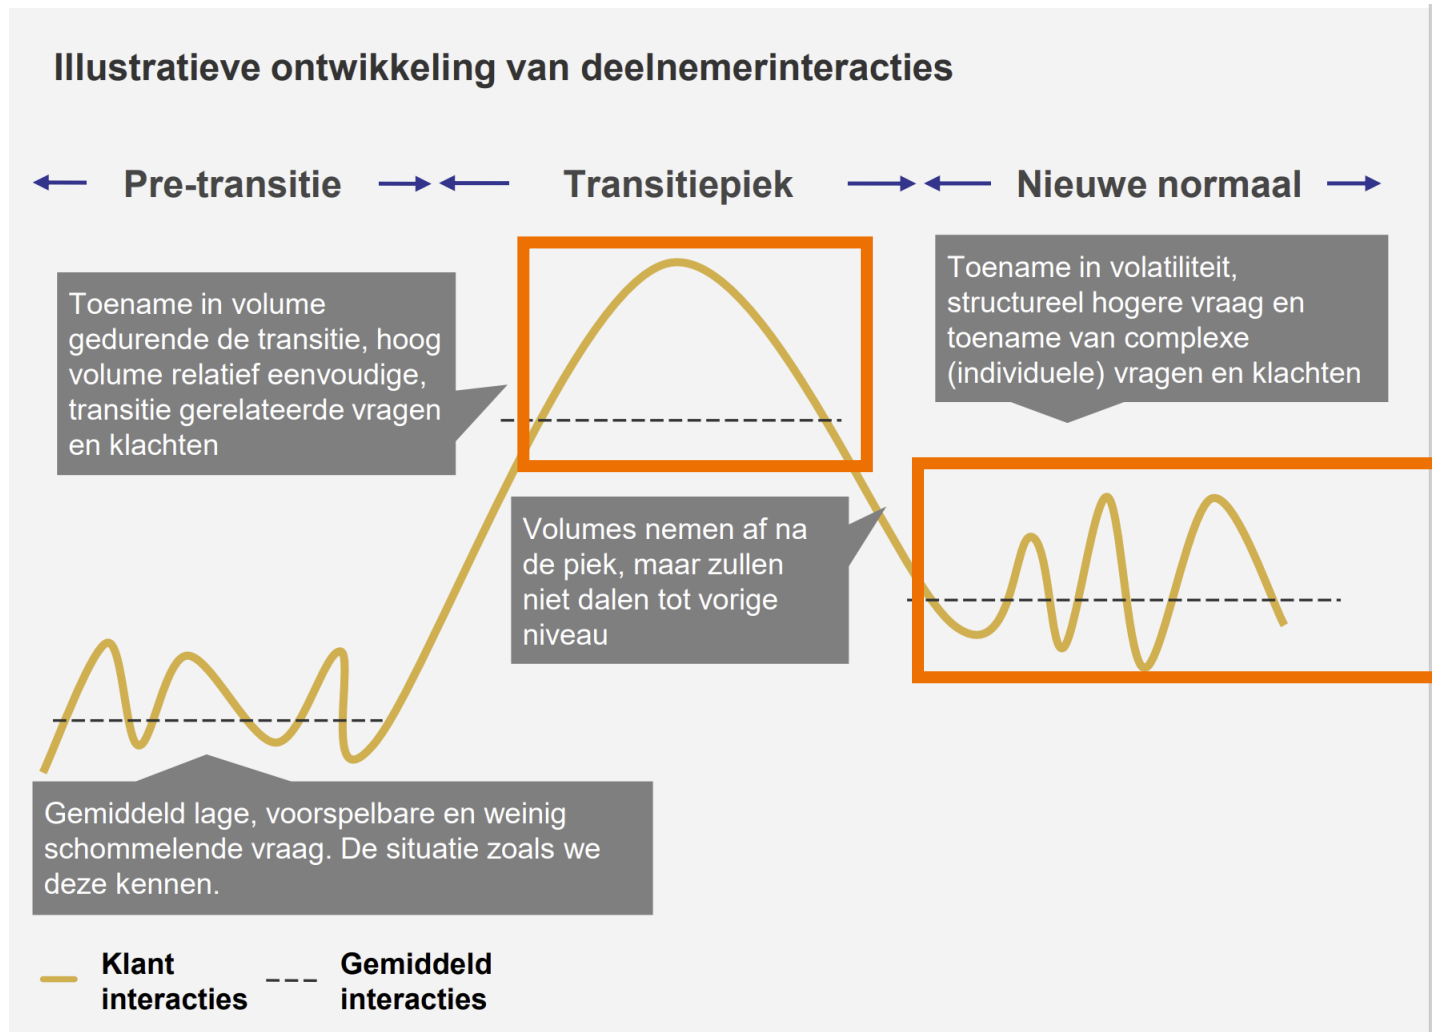 Illustratieve ontwikkeling van deelnemerinteracties
Pre-transitie
Transitiepiek
Nieuwe normaal
Toename in volume
gedurende de transitie, hoog
volume relatief eenvoudige,
transitie gerelateerde vragen
en klachten
Toename in volatiliteit,
structureel hogere vraag en
toename van complexe
(individuele) vragen en klachten
Volumes nemen af na
de piek, maar zullen
niet dalen tot vorige
niveau
Gemiddeld lage, voorspelbare en weinig
schommelende vraag. De situatie zoals we
deze kennen.
Klant
interacties
Gemiddeld
interacties